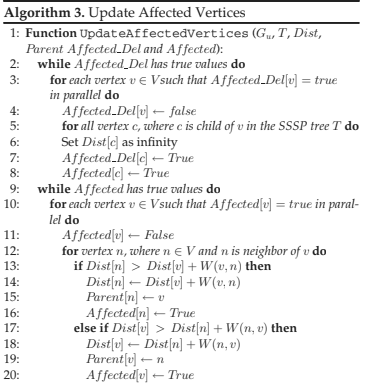 Algorithm 3. Update Affected Vertices
1: Function UpdateAffectedVertices (G_u, T, Dist,
Parent Affected_Del and Affected):
2: while Affected_Del has true values do
3: for each vertex v ∈ V such that Affected_Del[v] = true
in parallel do
4: Affected_Del[v] ← false
5: for all vertex c, where c is child of v in the SSSP tree T do
6: Set Dist[c] as infinity
7: Affected_Del[c] ← True
8: Affected[c] ← True
9: while Affected has true values do
10: for each vertex v ∈ V such that Affected[v] = true in paral-
lel do
11: Affected[v] ← False
12: for vertex n, where n ∈ V and n is neighbor of v do
13: if Dist[n] > Dist[v] + W(v, n) then
14: Dist[n] ← Dist[v] + W(v, n)
15: Parent[n] ← v
16: Affected[n] ← True
17: else if Dist[v] > Dist[n] + W(n, v) then
18: Dist[v] ← Dist[n] + W(n, v)
19: Parent[v] ← n
20: Affected[v] ← True